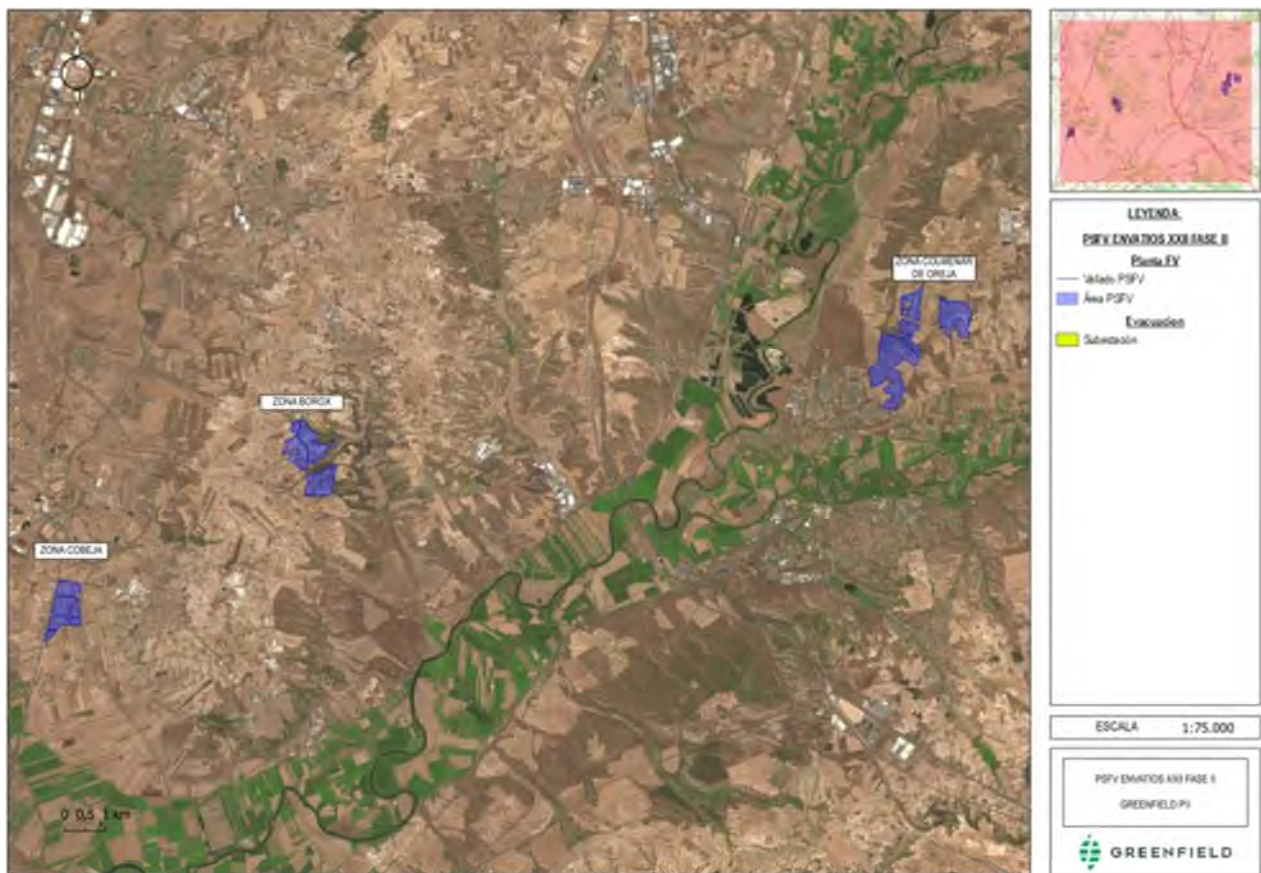 ZONA COLMENAR
DE OREJA
ZONA BOROX
ZONA COBEJA
0 0,5 1 km
LEYENDA:
PSFV ENVATIOS XXII FASE II
Planta FV
Vallado PSFV
Área PSFV
Evacuacion
Subestación
ESCALA 1:75.000
PSFV ENVATIOS XXII FASE II
GREENFIELD PV
GREENFIELD